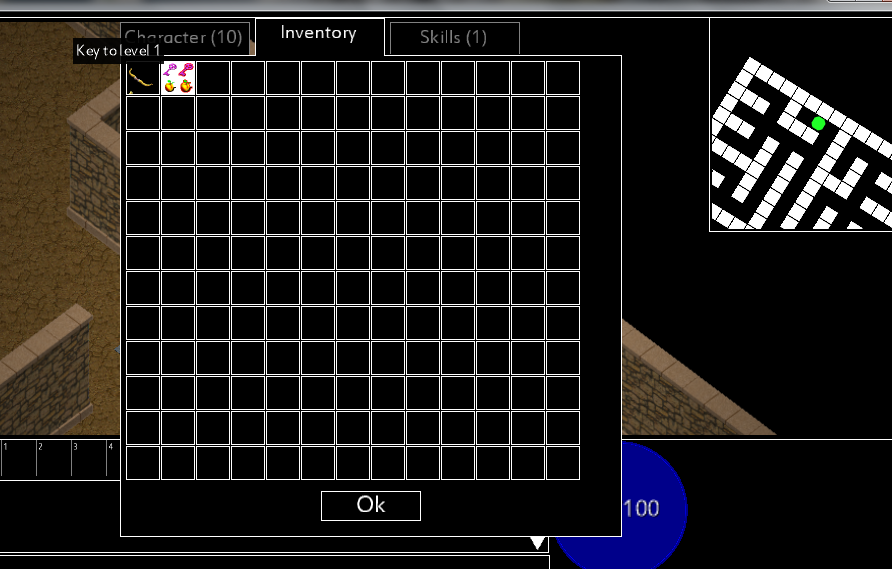 Character (10)
Inventory
Skills (1)
Key to level 1
1
2
3
4
Ok
100